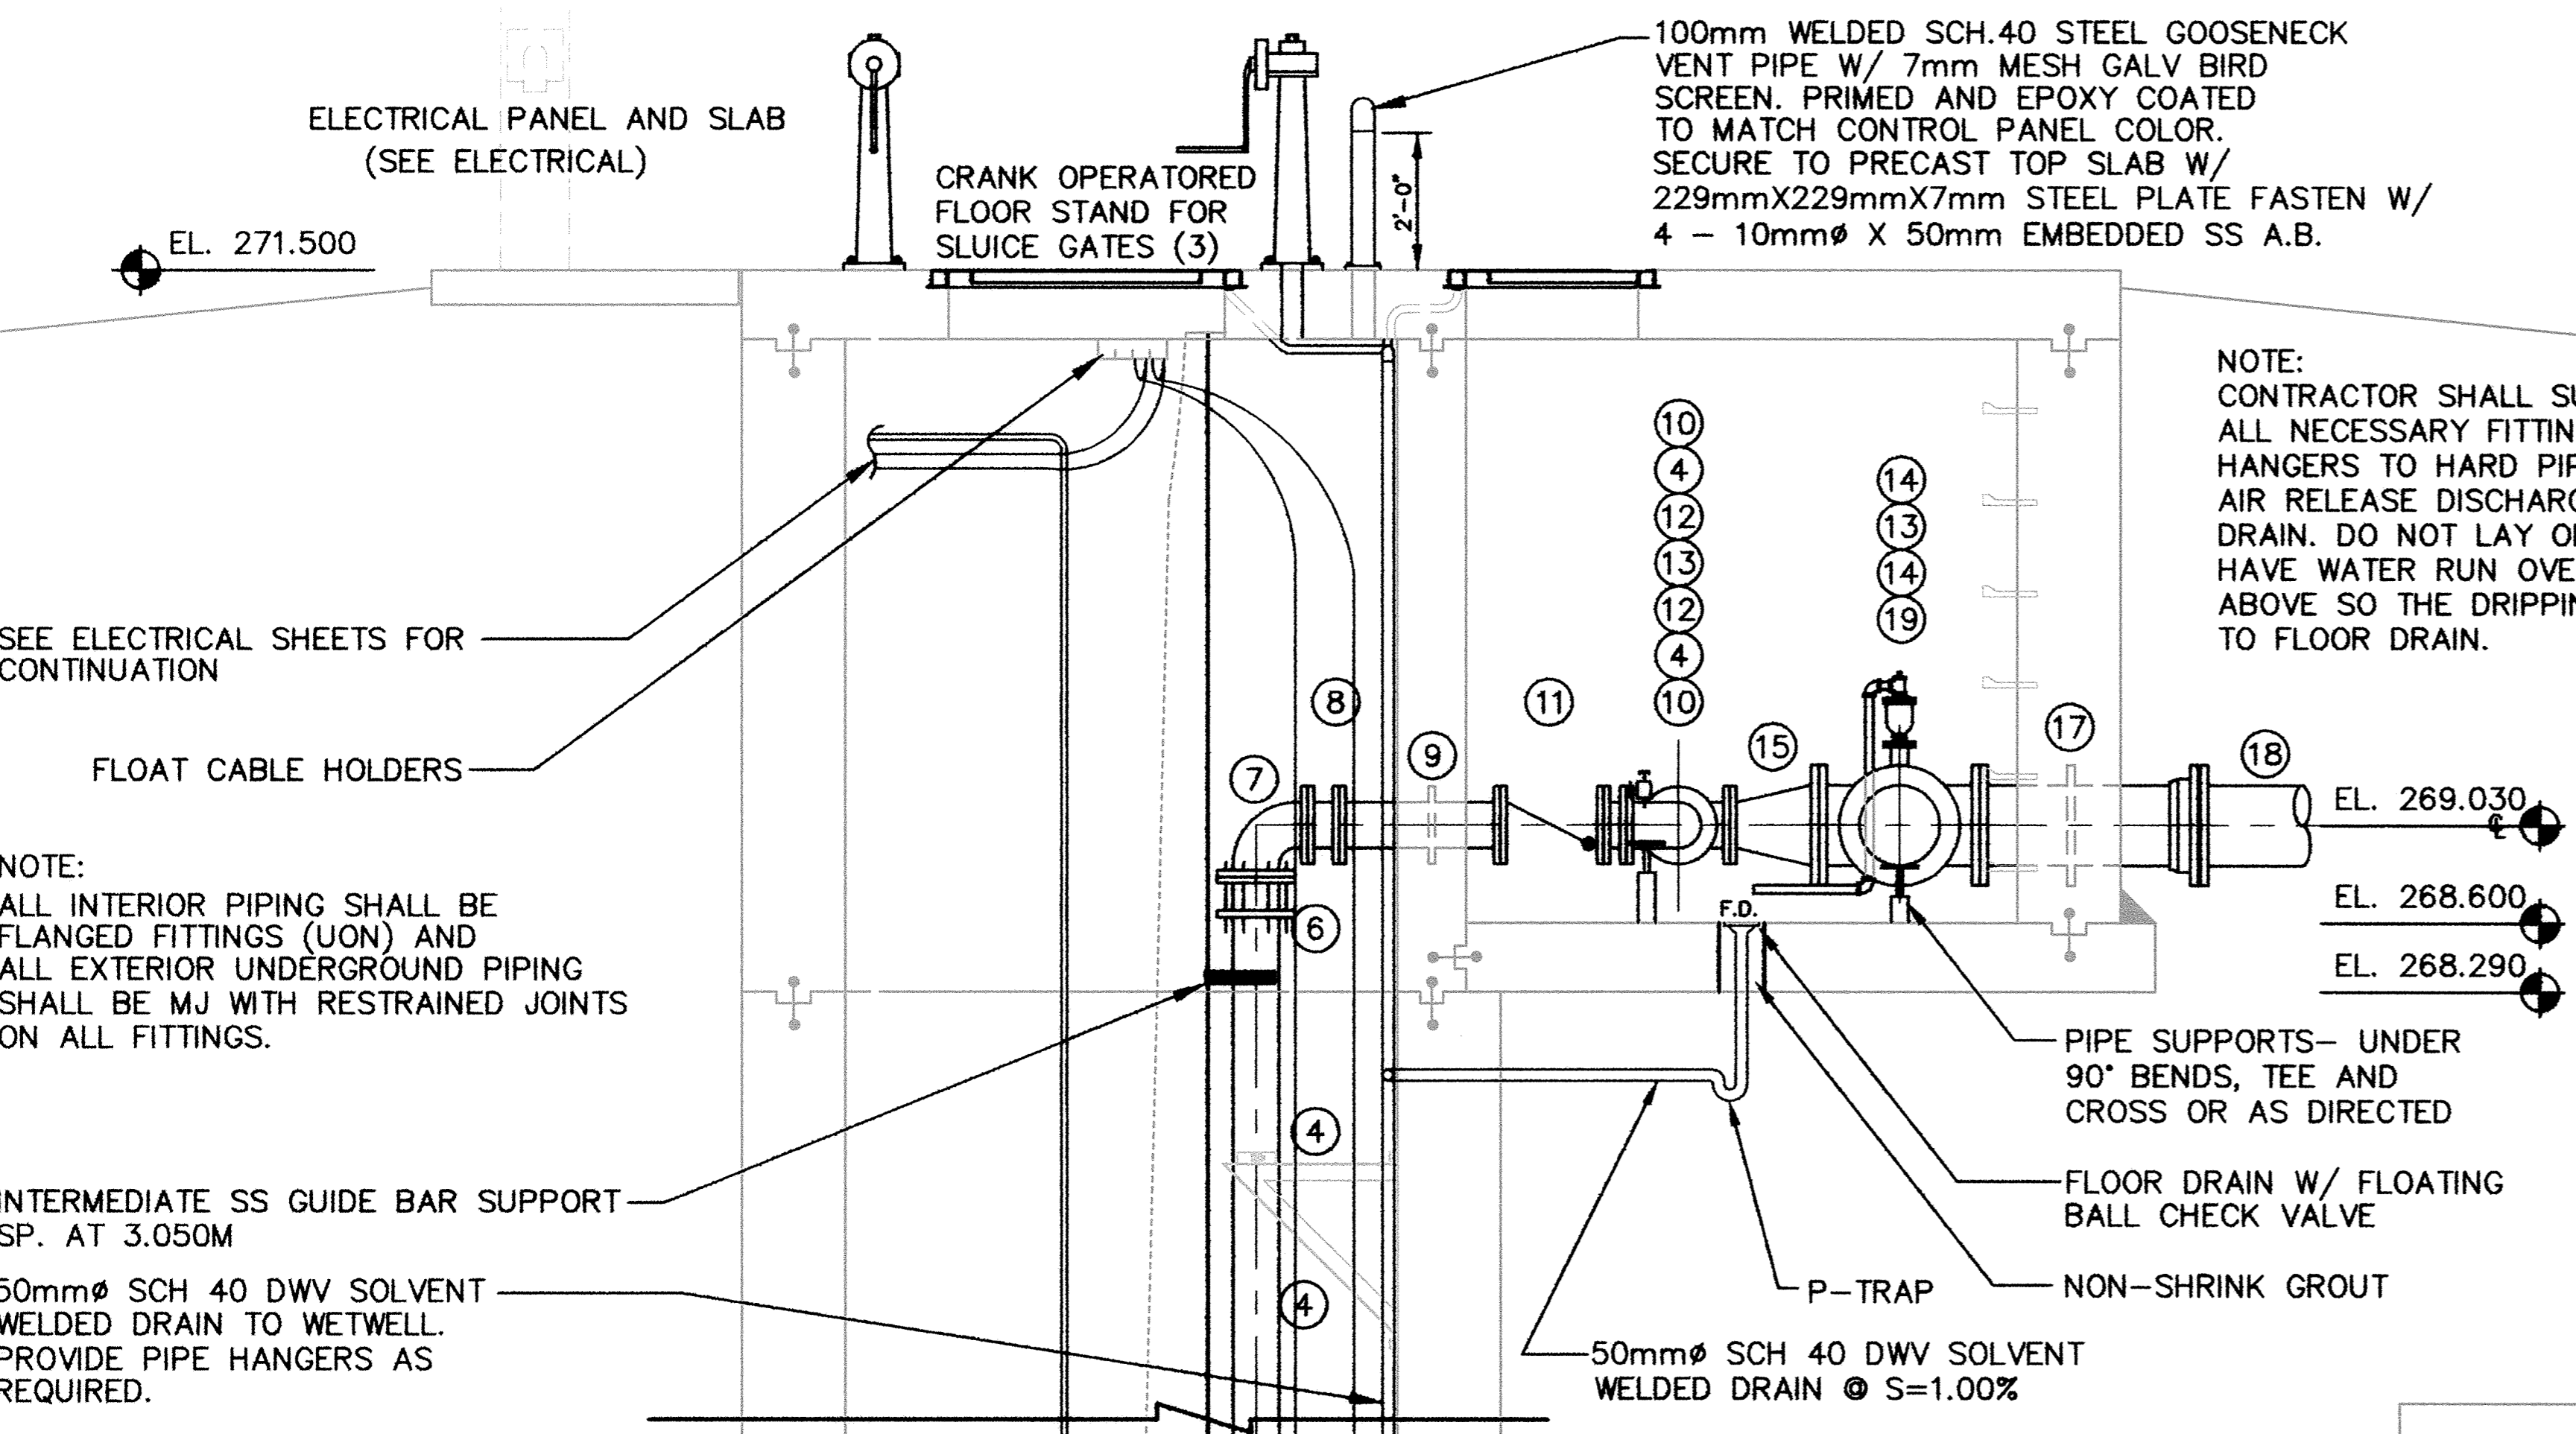 100mm WELDED SCH.40 STEEL GOOSENECK
VENT PIPE W/ 7mm MESH GALV BIRD
SCREEN. PRIMED AND EPOXY COATED
TO MATCH CONTROL PANEL COLOR.
SECURE TO PRECAST TOP SLAB W/
229mmX229mmX7mm STEEL PLATE FASTEN W/
4 – 10mmø X 50mm EMBEDDED SS A.B.
ELECTRICAL PANEL AND SLAB
(SEE ELECTRICAL)
CRANK OPERATORED
FLOOR STAND FOR
SLUICE GATES (3)
2'-0"
EL. 271.500
NOTE:
CONTRACTOR SHALL
ALL NECESSARY
HANGERS TO HARD
AIR RELEASE
DRAIN. DO NOT LAY
HAVE WATER RUN
ABOVE SO THE
TO FLOOR DRAIN.
10
4
12
13
12
4
10
14
13
14
19
SEE ELECTRICAL SHEETS FOR
CONTINUATION
FLOAT CABLE HOLDERS
8
11
7
9
15
17
18
6
4
4
EL. 269.030
℄
F.D.
EL. 268.600
EL. 268.290
NOTE:
ALL INTERIOR PIPING SHALL BE
FLANGED FITTINGS (UON) AND
ALL EXTERIOR UNDERGROUND PIPING
SHALL BE MJ WITH RESTRAINED JOINTS
ON ALL FITTINGS.
PIPE SUPPORTS– UNDER
90° BENDS, TEE AND
CROSS OR AS DIRECTED
INTERMEDIATE SS GUIDE BAR SUPPORT
SP. AT 3.050M
FLOOR DRAIN W/ FLOATING
BALL CHECK VALVE
NON–SHRINK GROUT
P–TRAP
50mmø SCH 40 DWV SOLVENT
WELDED DRAIN TO WETWELL.
PROVIDE PIPE HANGERS AS
REQUIRED.
50mmø SCH 40 DWV SOLVENT
WELDED DRAIN @ S=1.00%